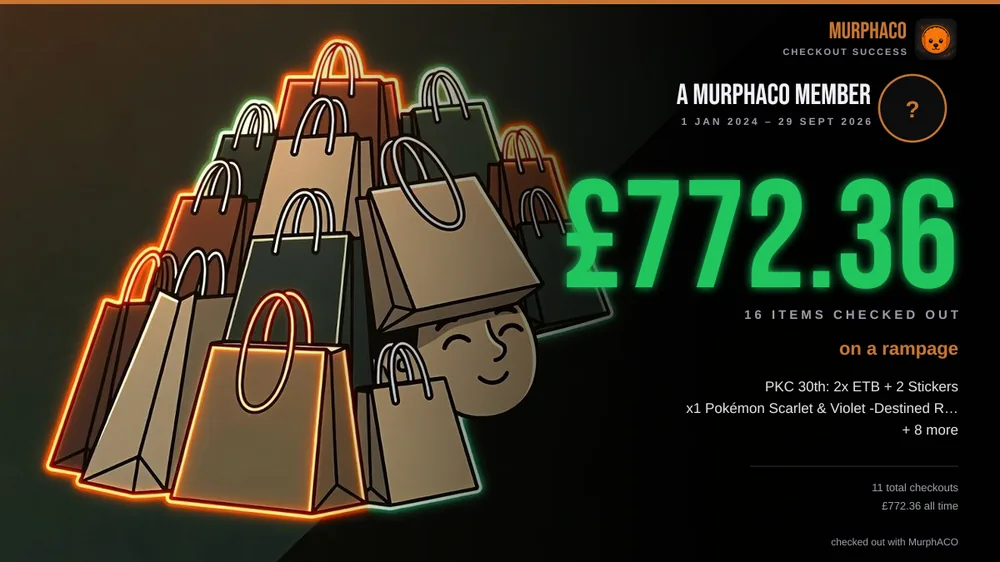 MURPHACO
CHECKOUT SUCCESS
A MURPHACO MEMBER
1 JAN 2024 – 29 SEPT 2026
?
£772.36
16 ITEMS CHECKED OUT
on a rampage
PKC 30th: 2x ETB + 2 Stickers
x1 Pokémon Scarlet & Violet -Destined R…
+ 8 more
11 total checkouts
£772.36 all time
checked out with MurphACO